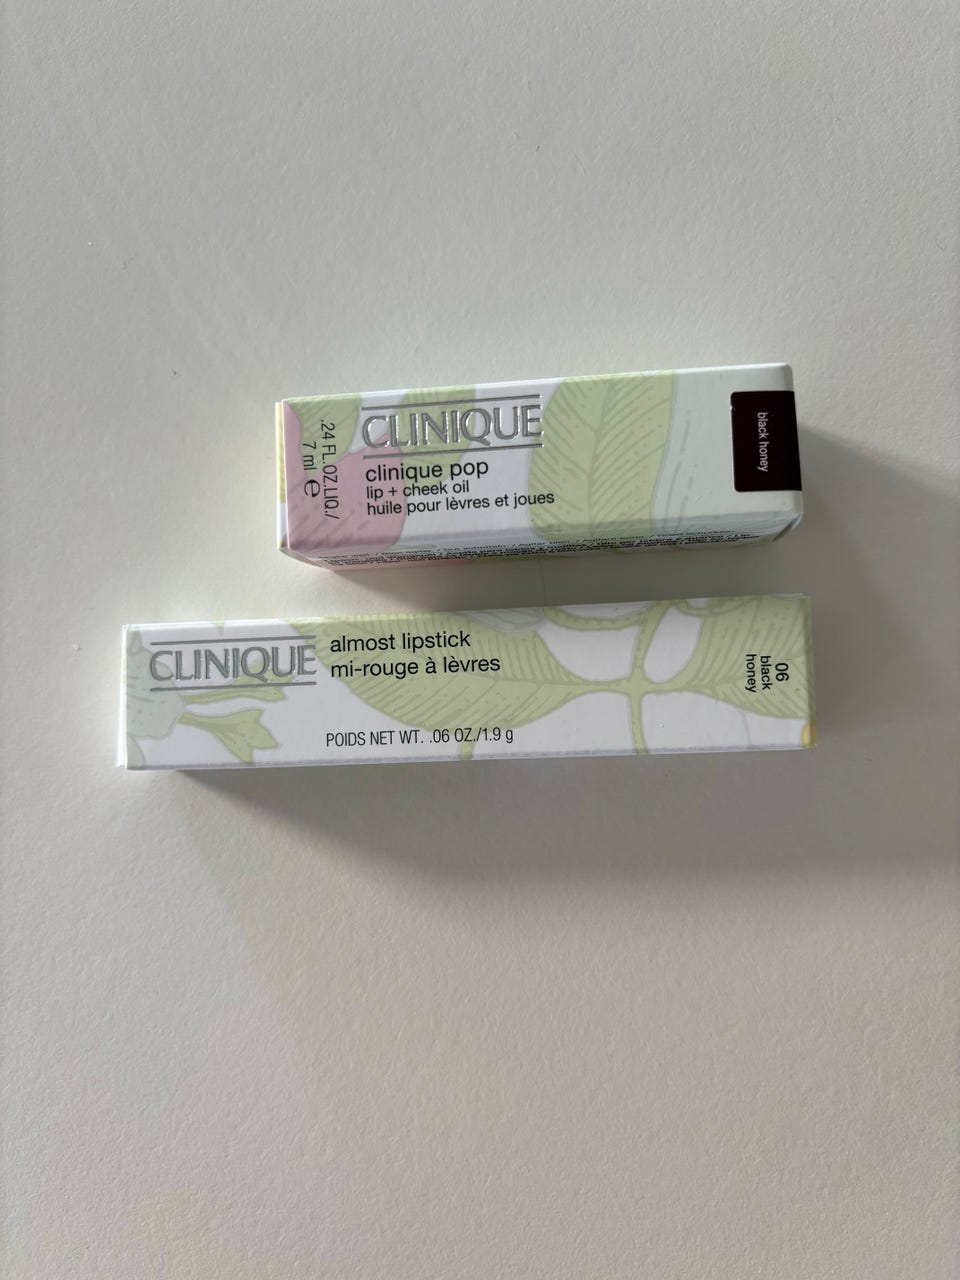 CLINIQUE
clinique pop
lip + cheek oil
huile pour lèvres et joues
.24 FL.OZ.LIQ./
7 ml e
black honey
CLINIQUE
almost lipstick
mi-rouge à lèvres
POIDS NET WT. .06 OZ./1.9 g
06
black
honey